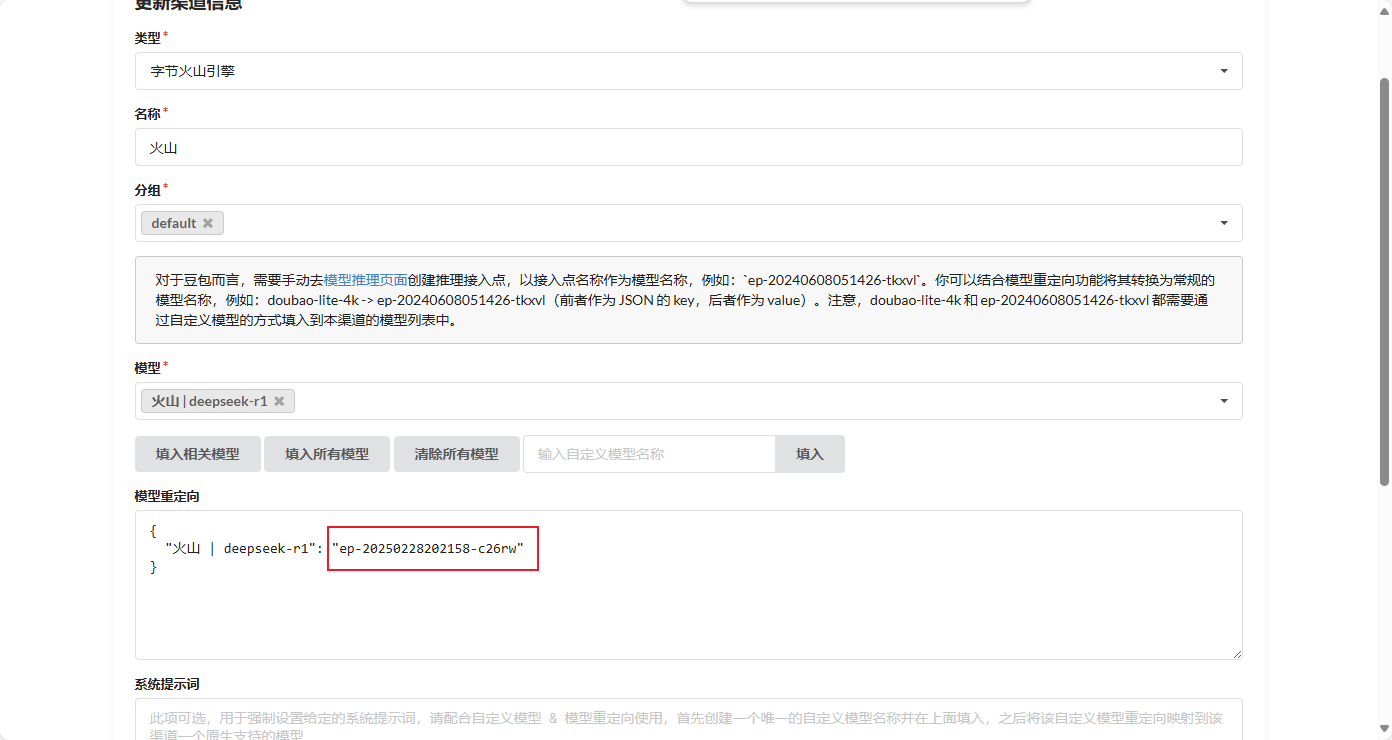 更新渠道信息
类型*
字节火山引擎
名称*
火山
分组*
default
对于豆包而言，需要手动去模型推理页面创建推理接入点，以接入点名称作为模型名称，例如：`ep-20240608051426-tkxvl`。你可以结合模型重定向功能将其转换为常规的
模型名称，例如：doubao-lite-4k -> ep-20240608051426-tkxvl（前者作为 JSON 的 key，后者作为 value）。注意，doubao-lite-4k 和 ep-20240608051426-tkxvl 都需要通
过自定义模型的方式填入到本渠道的模型列表中。
模型*
火山 | deepseek-r1
填入相关模型 填入所有模型 清除所有模型 输入自定义模型名称 填入
模型重定向
{
"火山 | deepseek-r1": "ep-20250228202158-c26rw"
}
系统提示词
此项可选，用于强制设置给定的系统提示词，请配合自定义模型 & 模型重定向使用，首先创建一个唯一的自定义模型名称并在上面填入，之后将该自定义模型重定向映射到该
渠道一个原生支持的模型